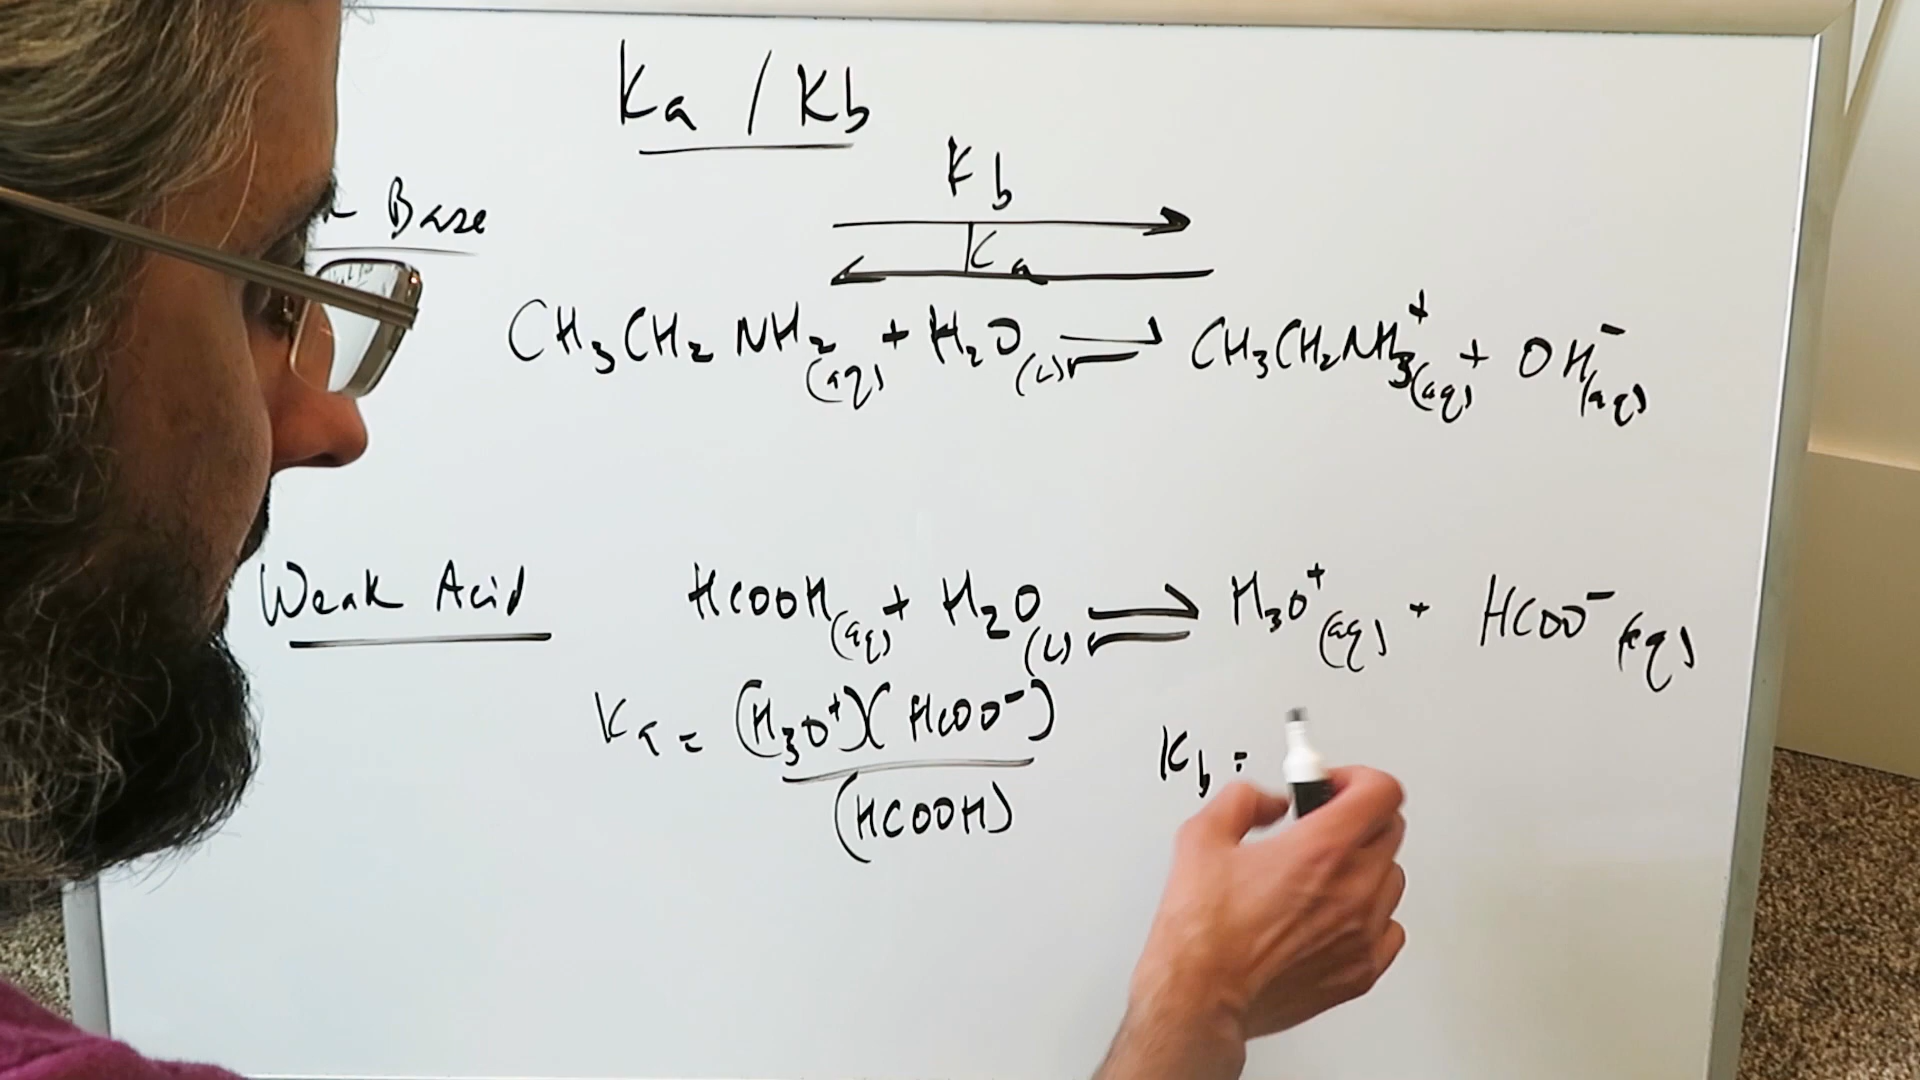 Ka / Kb
Kb
Base
Ka
CH₃CH₂NH₂(aq) + H₂O(l) ⇌ CH₃CH₂NH₃⁺(aq) + OH⁻(aq)
Weak Acid
HCOOH(aq) + H₂O(l) ⇌ H₃O⁺(aq) + HCOO⁻(aq)
Ka = (H₃O⁺)(HCOO⁻)
(HCOOH)
Kb =